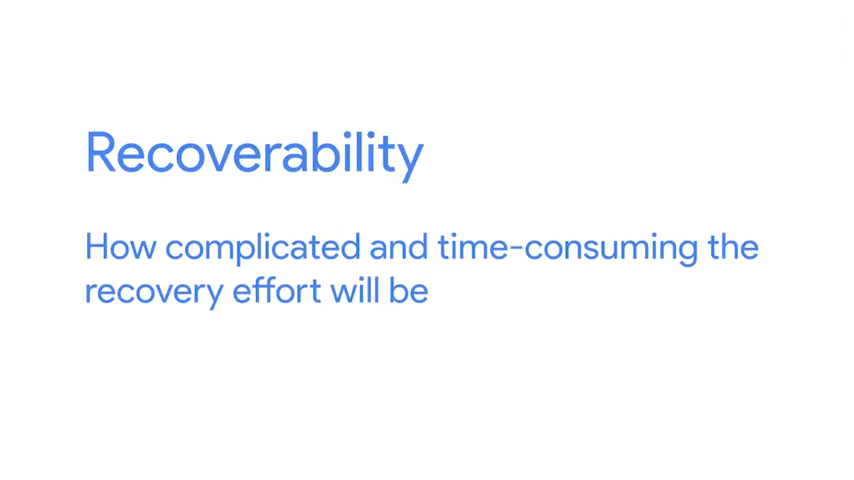 Recoverability
How complicated and time-consuming the
recovery effort will be